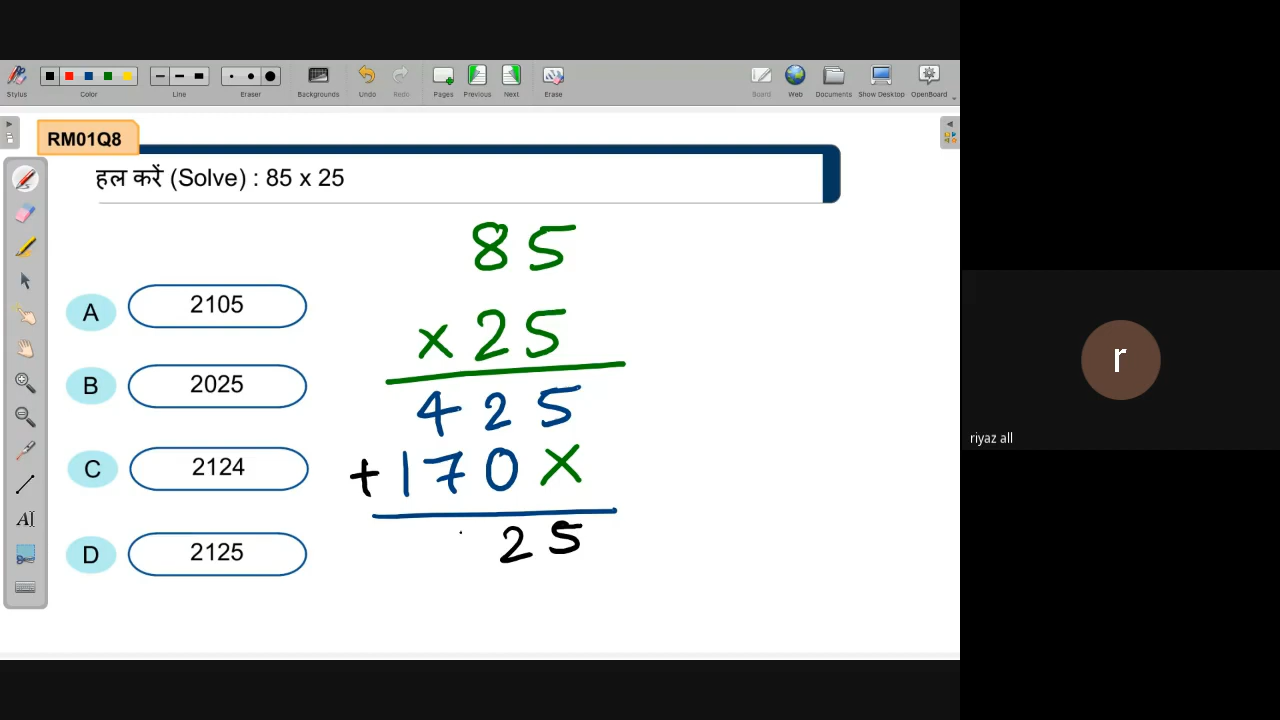 Stylus Color Line Eraser Backgrounds Undo Redo Pages Previous Next Erase Board Web Documents Show Desktop OpenBoard
RM01Q8
हल करें (Solve) : 85 x 25
A 2105
B 2025
C 2124
D 2125
85
x 25
425
+ 170 X
25
AI
r
riyaz all